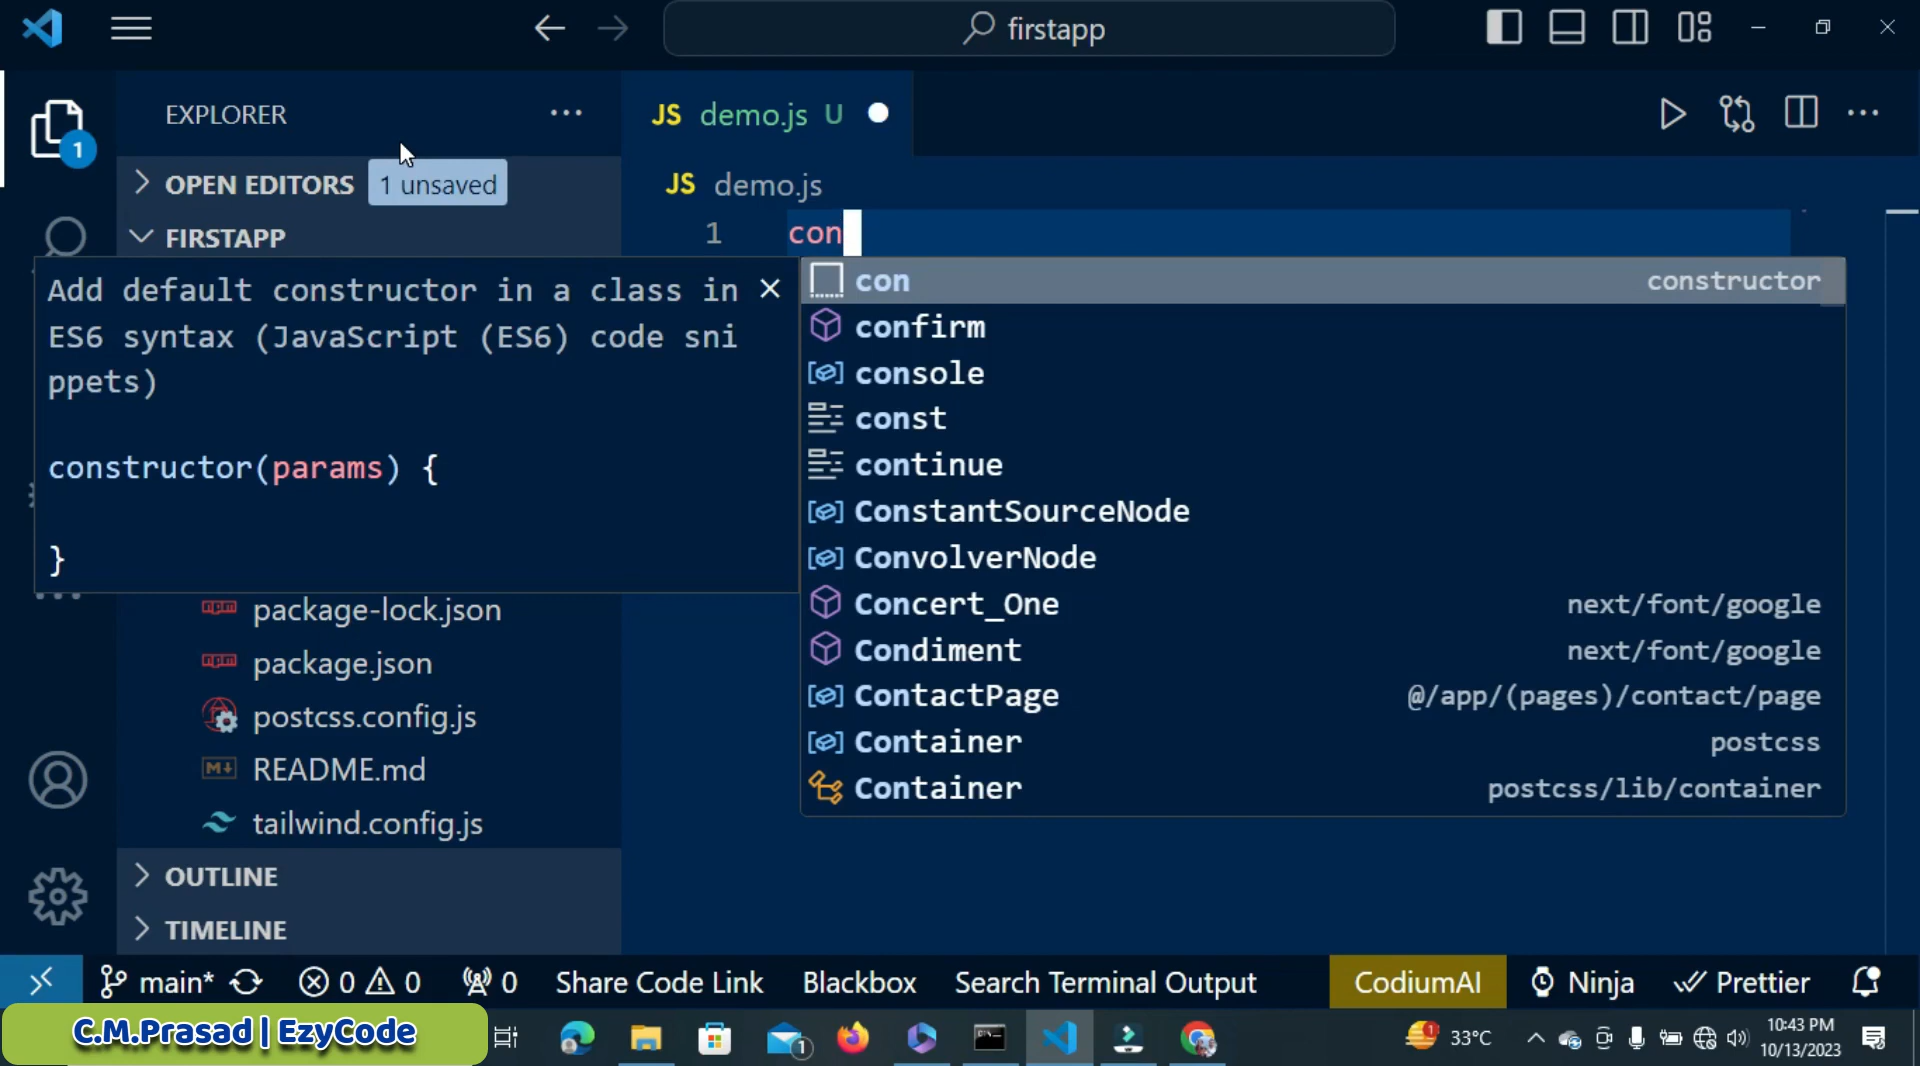 firstapp
EXPLORER
JS demo.js U
1
OPEN EDITORS 1 unsaved
JS demo.js
FIRSTAPP
1 con
Add default constructor in a class in
ES6 syntax (JavaScript (ES6) code sni
ppets)
constructor(params) {
}
con constructor
confirm
console
const
continue
ConstantSourceNode
ConvolverNode
Concert_One next/font/google
Condiment next/font/google
ContactPage @/app/(pages)/contact/page
Container postcss
Container postcss/lib/container
package-lock.json
package.json
postcss.config.js
README.md
tailwind.config.js
OUTLINE
TIMELINE
main* 0 0 0 Share Code Link Blackbox Search Terminal Output CodiumAI Ninja Prettier
C.M.Prasad | EzyCode
1
1
33°C
10:43 PM
10/13/2023